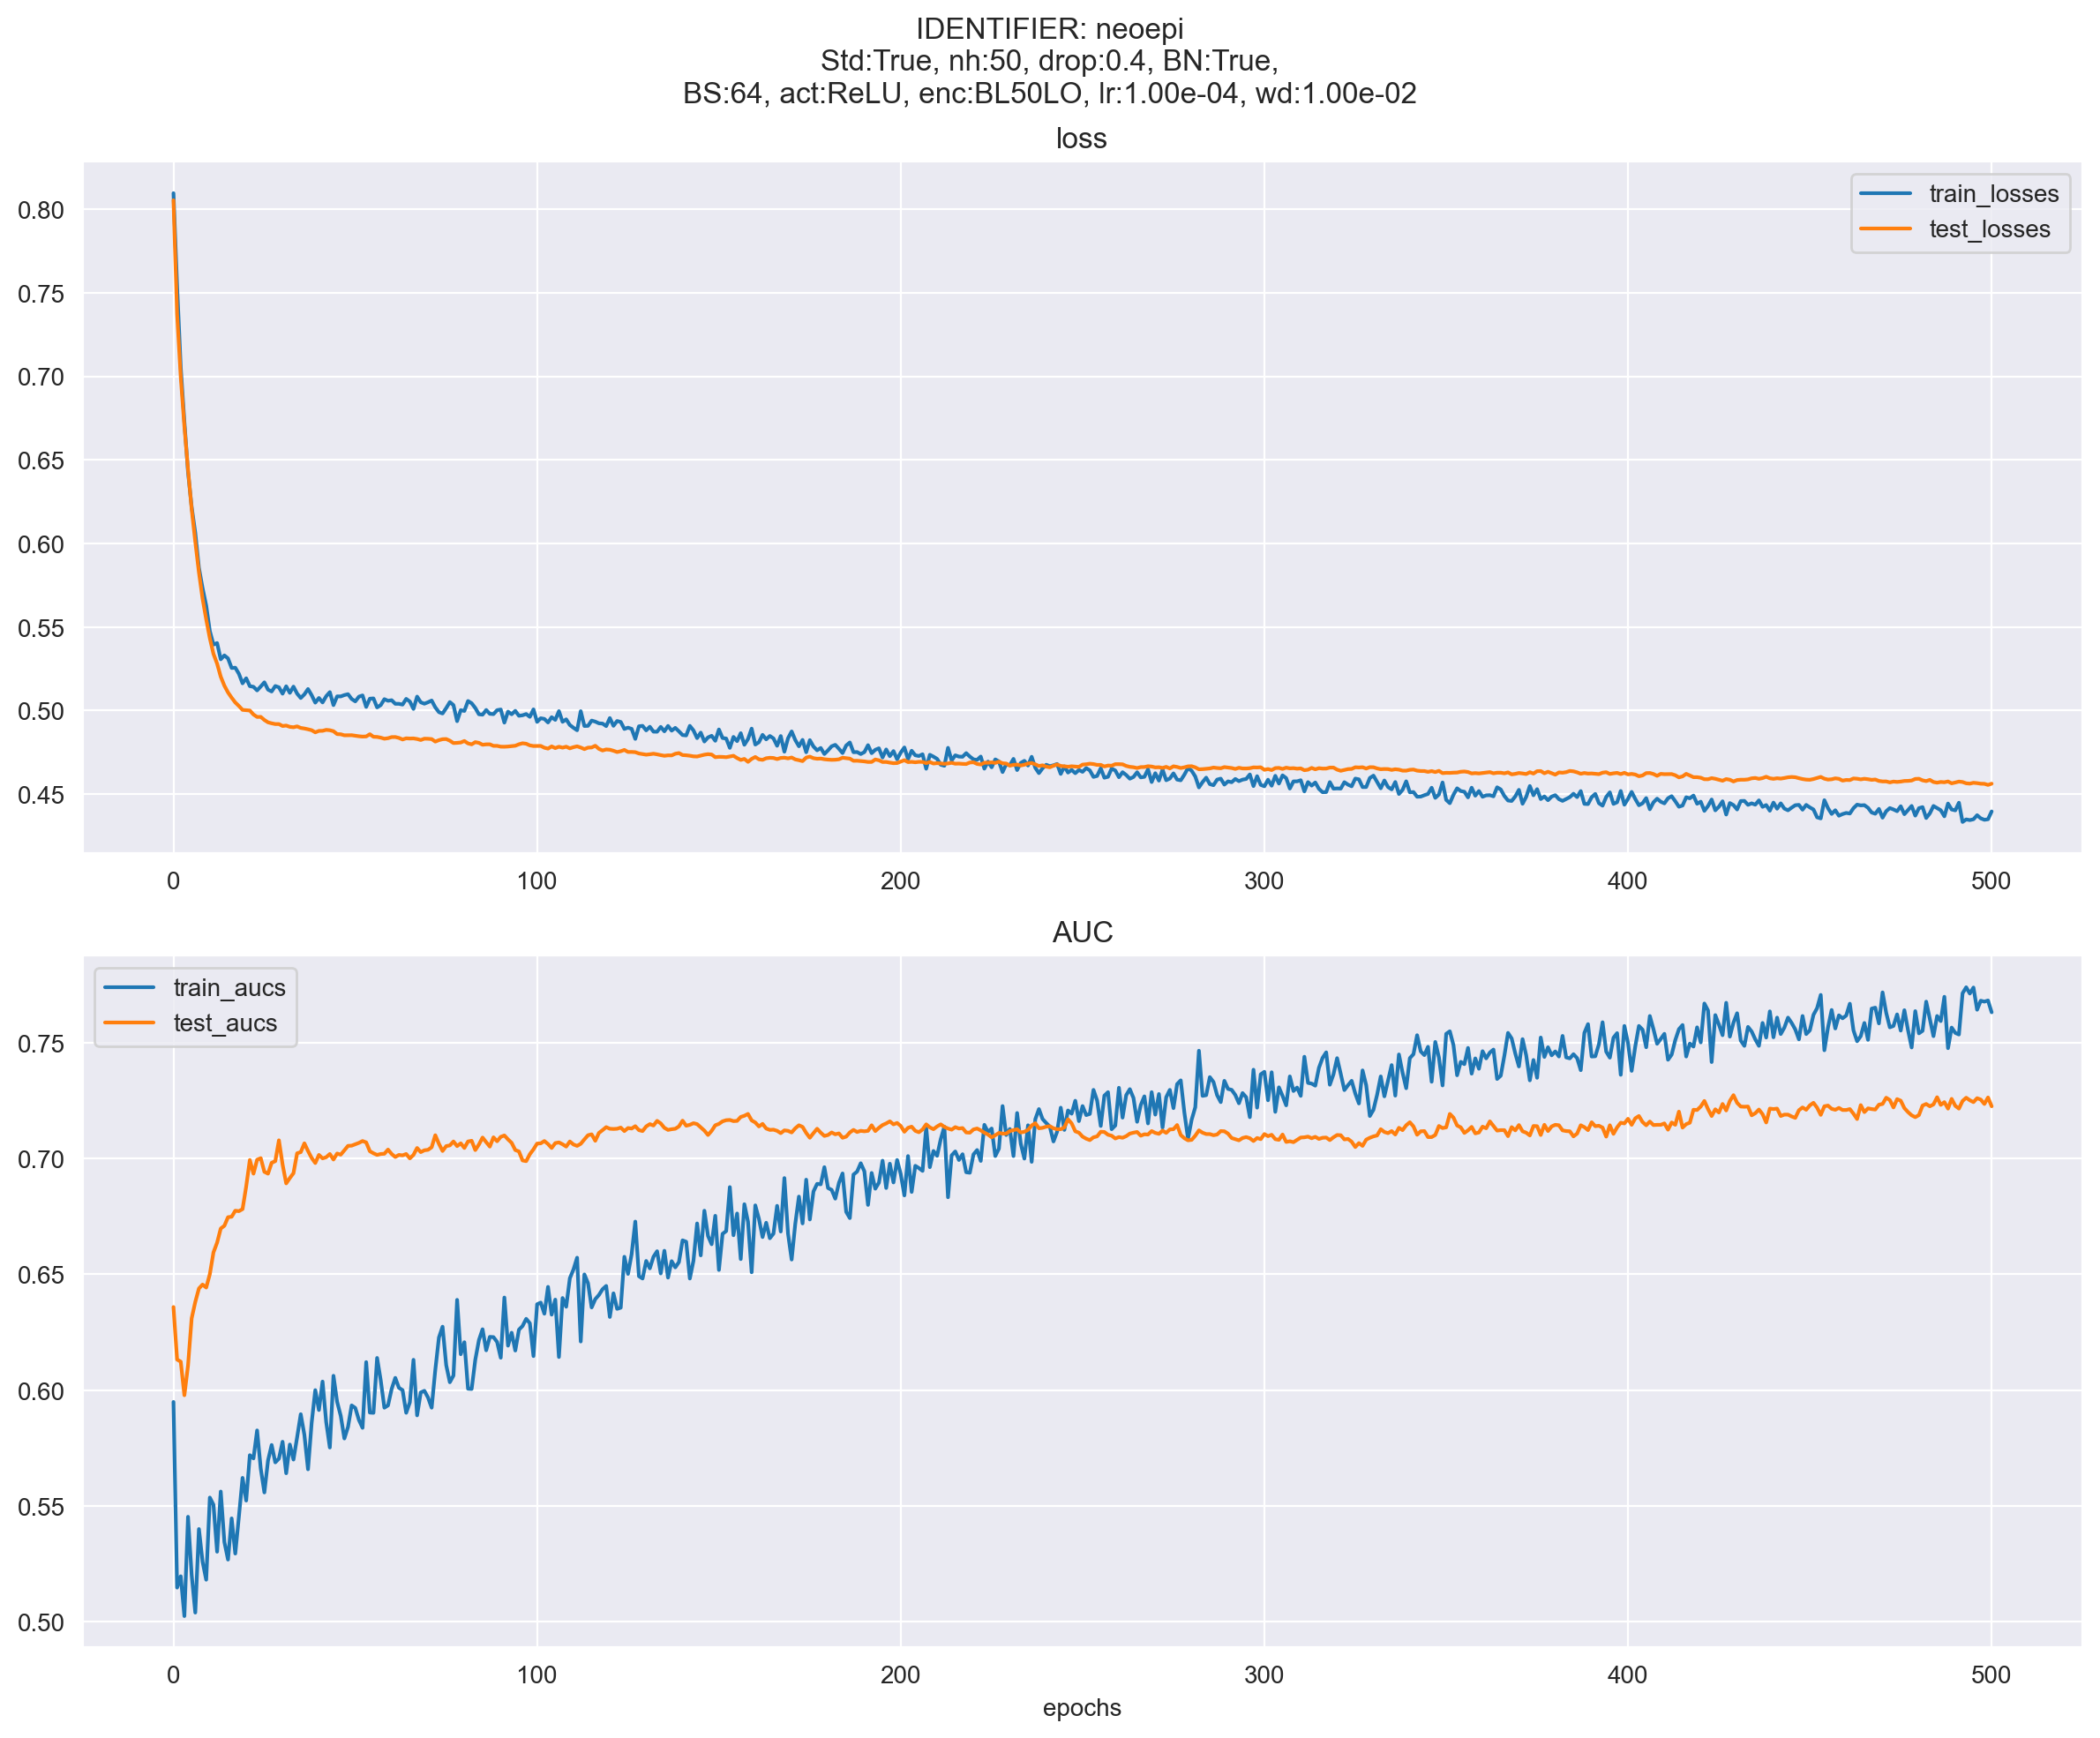 IDENTIFIER: neoepi
Std:True, nh:50, drop:0.4, BN:True,
BS:64, act:ReLU, enc:BL50LO, lr:1.00e-04, wd:1.00e-02
loss
train_losses
test_losses
0.80
0.75
0.70
0.65
0.60
0.55
0.50
0.45
0 100 200 300 400 500
AUC
train_aucs
test_aucs
0.75
0.70
0.65
0.60
0.55
0.50
0 100 200 300 400 500
epochs